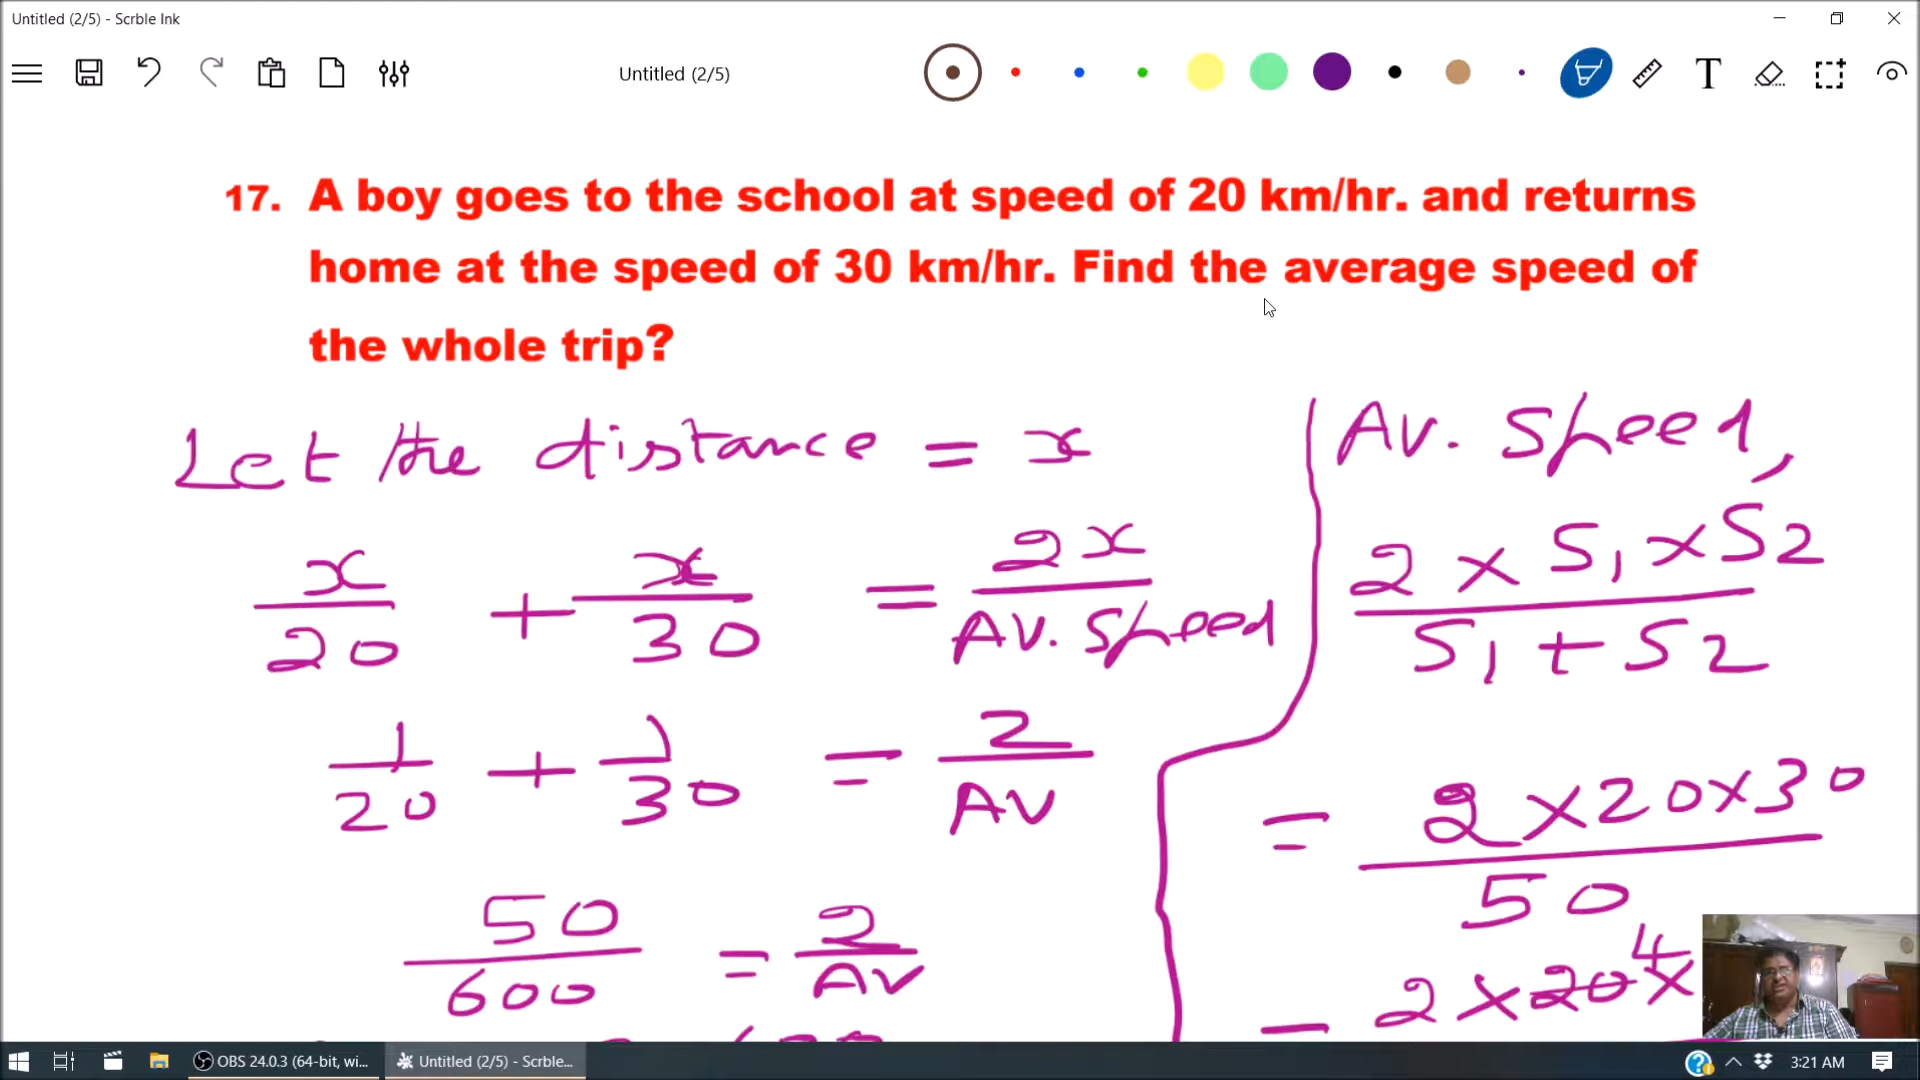 Untitled (2/5) - Scrble Ink
Untitled (2/5)
T
17. A boy goes to the school at speed of 20 km/hr. and returns
home at the speed of 30 km/hr. Find the average speed of
the whole trip?
Let the distance = x
x/20 + x/30 = 2x/AV. Speed
1/20 + 1/30 = 2/AV
50/600 = 2/AV
AV. Speed,
2 × S1 × S2 / S1 + S2
= 2 × 20 × 30 / 50
= 2 × 20 4 ×
OBS 24.0.3 (64-bit, wi...
Untitled (2/5) - Scrble...
3:21 AM